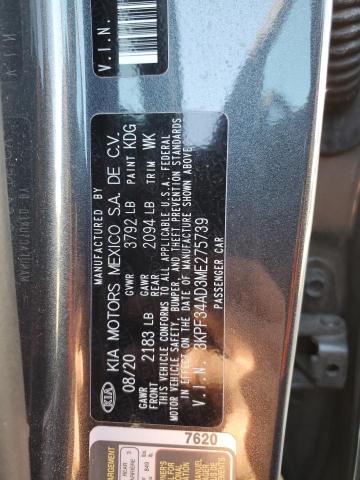 MANUFACTURED BY
KIA KIA MOTORS MEXICO S.A. DE C.V.
08/20 GVWR 3792 LB PAINT KDG
GAWR FRONT 2183 LB GAWR REAR 2094 LB TRIM WK
THIS VEHICLE CONFORMS TO ALL APPLICABLE U.S.A. FEDERAL
MOTOR VEHICLE SAFETY, BUMPER, AND THEFT PREVENTION STANDARDS
IN EFFECT ON THE DATE OF MANUFACTURE SHOWN ABOVE.
V.I.N. : 3KPF34AD3ME275739
PASSENGER CAR
V.I.N.
7620
REAR
3